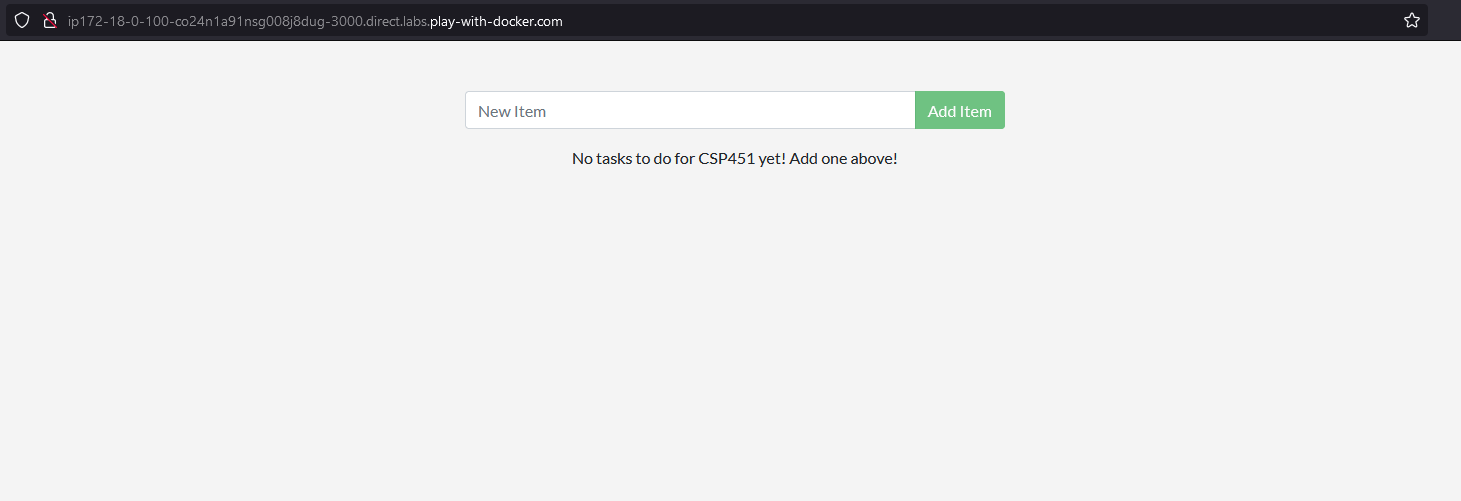 ip172-18-0-100-co24n1a91nsg008j8dug-3000.direct.labs.play-with-docker.com
New Item
Add Item
No tasks to do for CSP451 yet! Add one above!